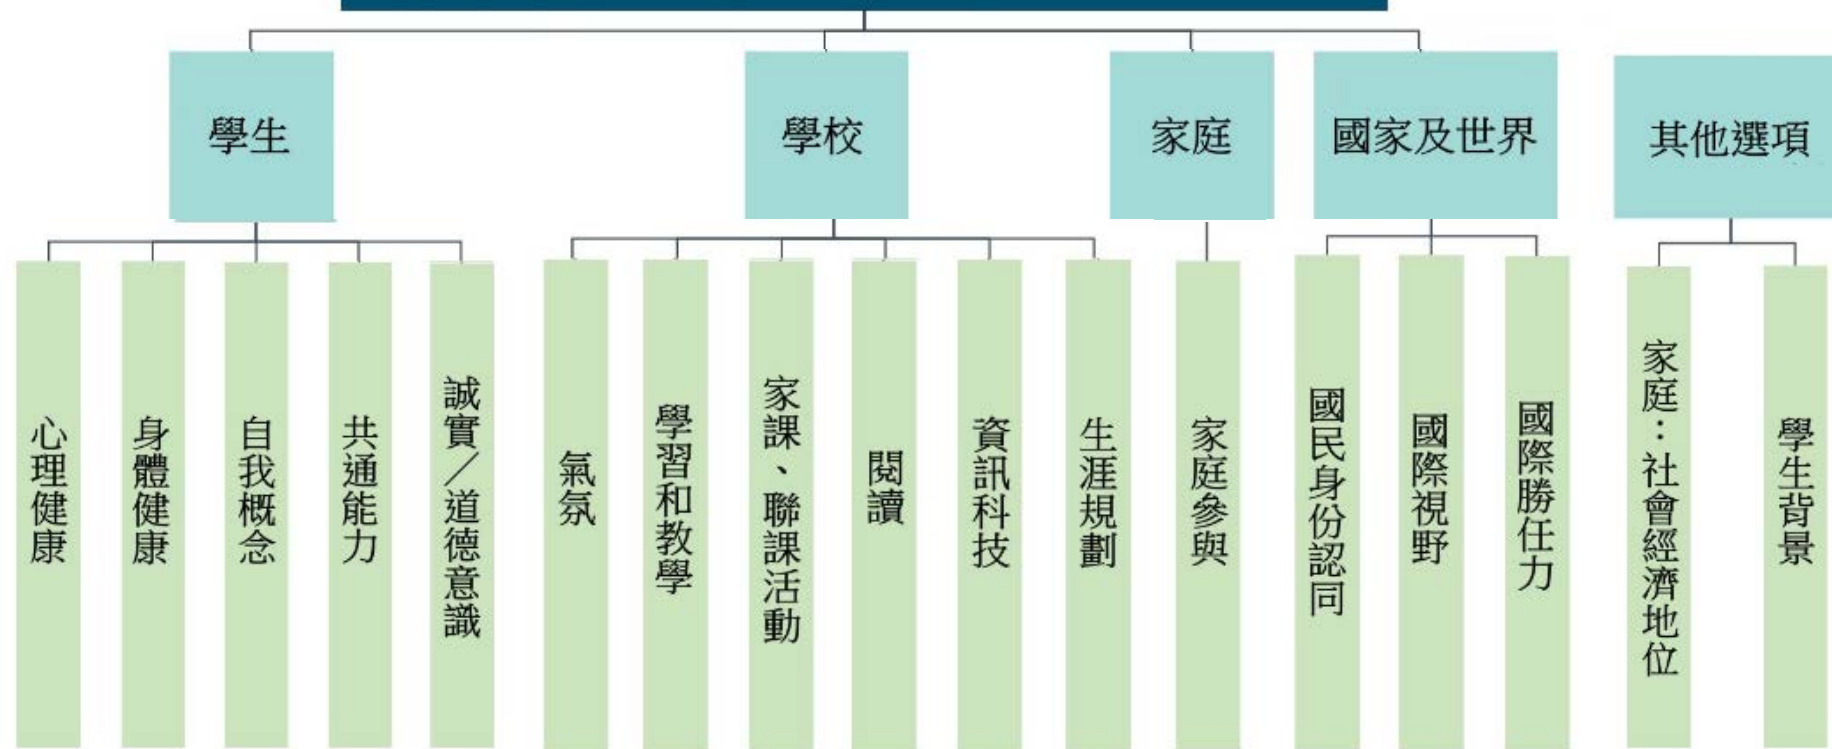 學生
學校
家庭
國家及世界
其他選項
心理健康
身體健康
自我概念
共通能力
誠實／道德意識
氣氛
學習和教學
家課、聯課活動
閱讀
資訊科技
生涯規劃
家庭參與
國民身份認同
國際視野
國際勝任力
家庭：社會經濟地位
學生背景